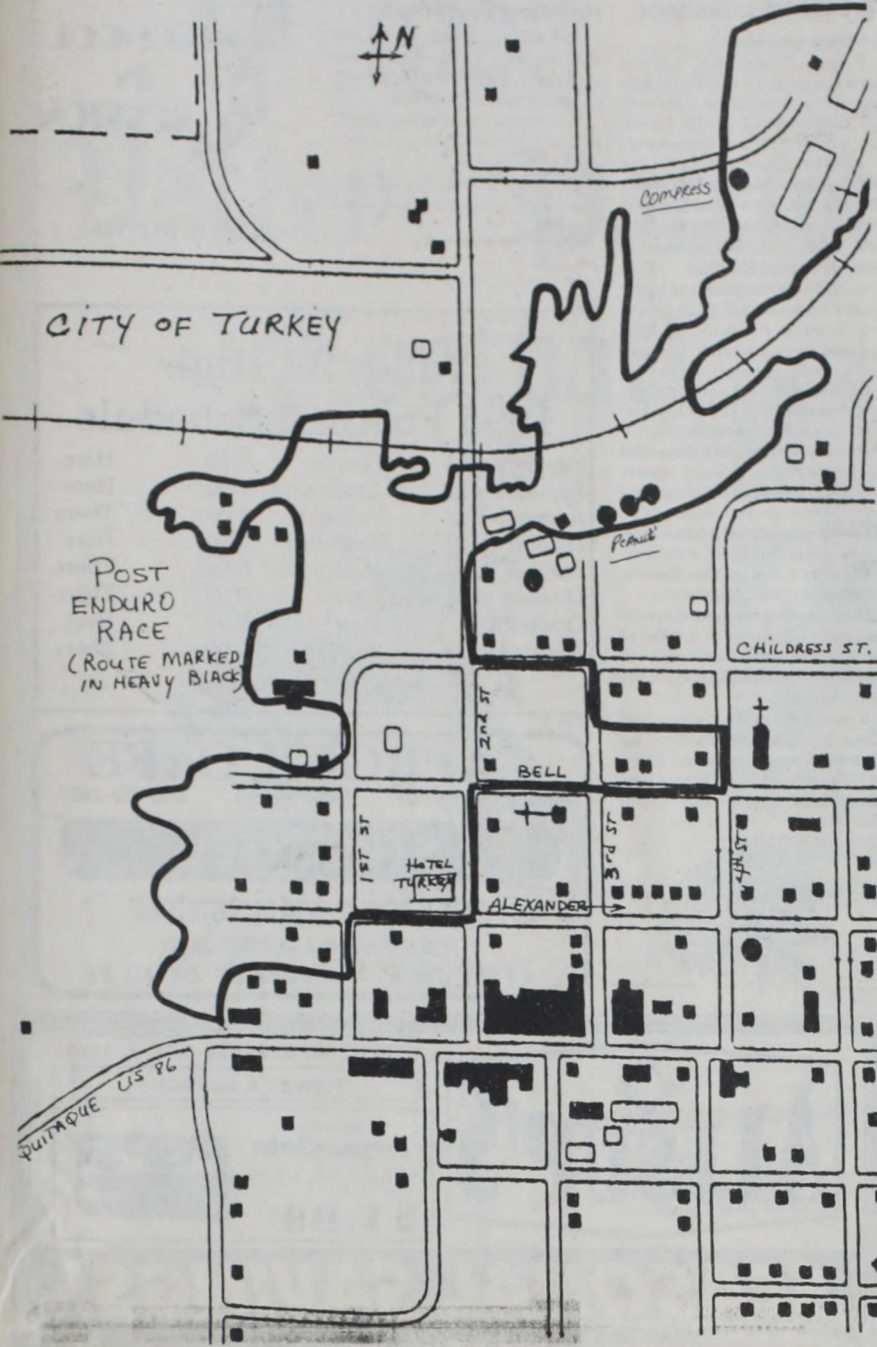 N
COMPRESS
CITY OF TURKEY
PEANUT
POST
ENDURO
RACE
(ROUTE MARKED
IN HEAVY BLACK)
CHILDRESS ST.
2nd ST
BELL
1ST ST
HOTEL
TURKEY
3rd ST
4th ST
ALEXANDER
QUITAQUE US 86